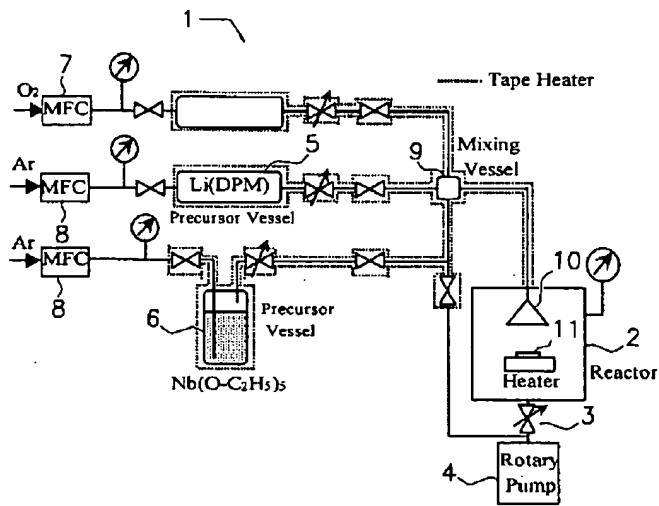 1
7
O2
MFC
Tape Heater
Mixing
Vessel
9
5
Ar
MFC
Li(DPM)
Precursor Vessel
8
Ar
MFC
8
6
Precursor
Vessel
Nb(O-C2H5)5
10
11
2
Heater
Reactor
3
4
Rotary
Pump